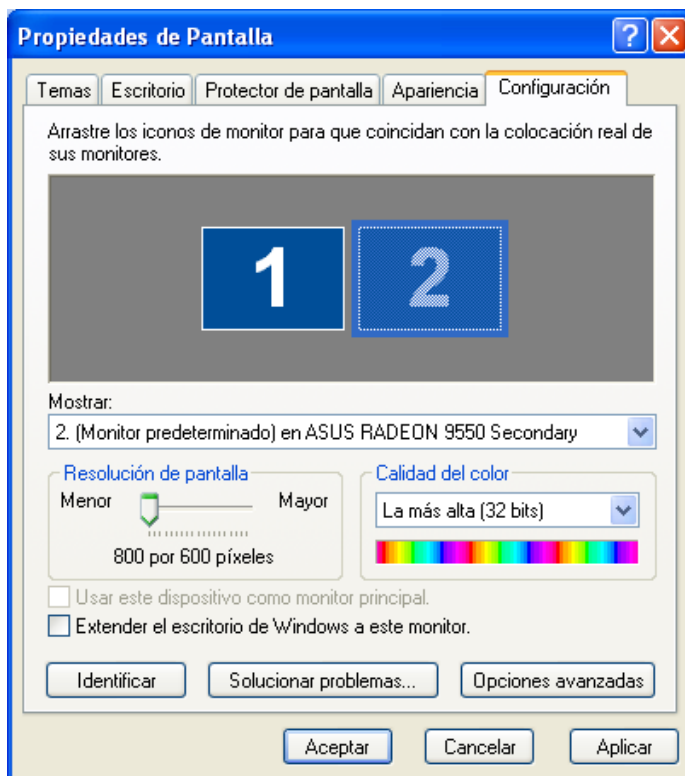 Propiedades de Pantalla
Temas Escritorio Protector de pantalla Apariencia Configuración
Arrastre los iconos de monitor para que coincidan con la colocación real de
sus monitores.
1 2
Mostrar:
2. (Monitor predeterminado) en ASUS RADEON 9550 Secondary
Resolución de pantalla
Menor Mayor
800 por 600 píxeles
Calidad del color
La más alta (32 bits)
Usar este dispositivo como monitor principal.
Extender el escritorio de Windows a este monitor.
Identificar Solucionar problemas... Opciones avanzadas
Aceptar Cancelar Aplicar